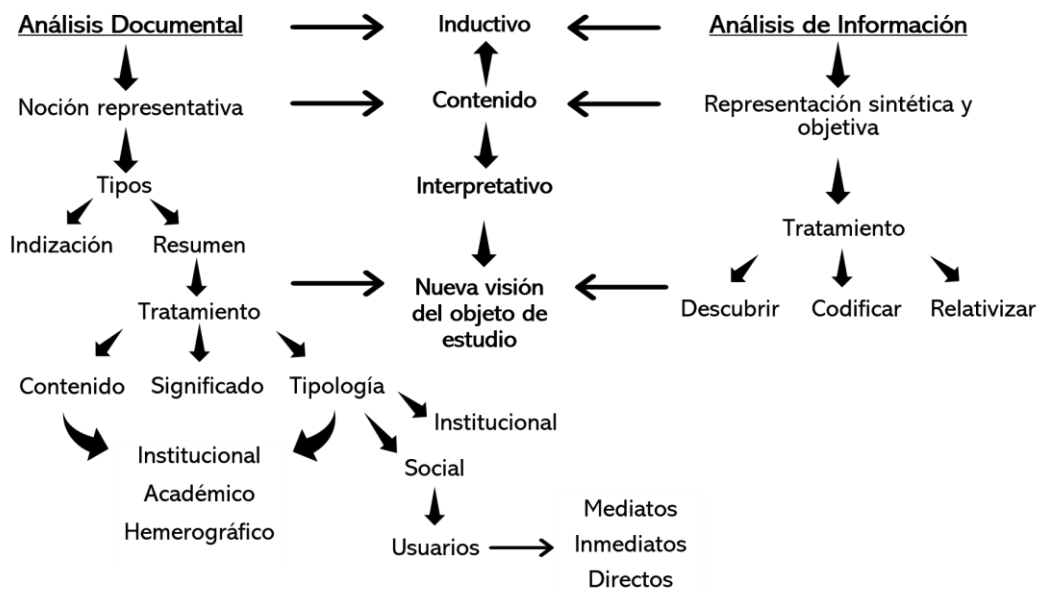 Análisis Documental
Inductivo
Análisis de Información
Noción representativa
Contenido
Representación sintética y
objetiva
Tipos
Interpretativo
Indización
Resumen
Tratamiento
Tratamiento
Nueva visión
del objeto de
estudio
Descubrir
Codificar
Relativizar
Contenido
Significado
Tipología
Institucional
Institucional
Académico
Hemerográfico
Social
Usuarios
Mediatos
Inmediatos
Directos